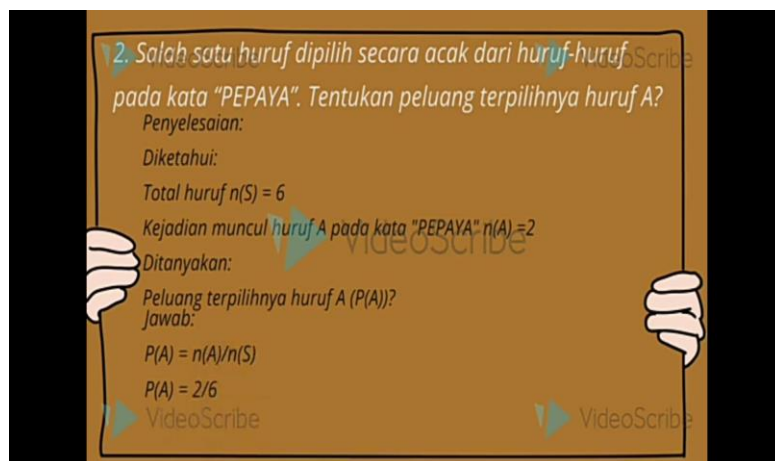 2. Salah satu huruf dipilih secara acak dari huruf-huruf
pada kata “PEPAYA”. Tentukan peluang terpilihnya huruf A?
Penyelesaian:
Diketahui:
Total huruf n(S) = 6
Kejadian muncul huruf A pada kata "PEPAYA" n(A) =2
Ditanyakan:
Peluang terpilihnya huruf A (P(A))?
Jawab:
P(A) = n(A)/n(S)
P(A) = 2/6
VideoScribe
VideoScribe
VideoScribe
VideoScribe
VideoScribe